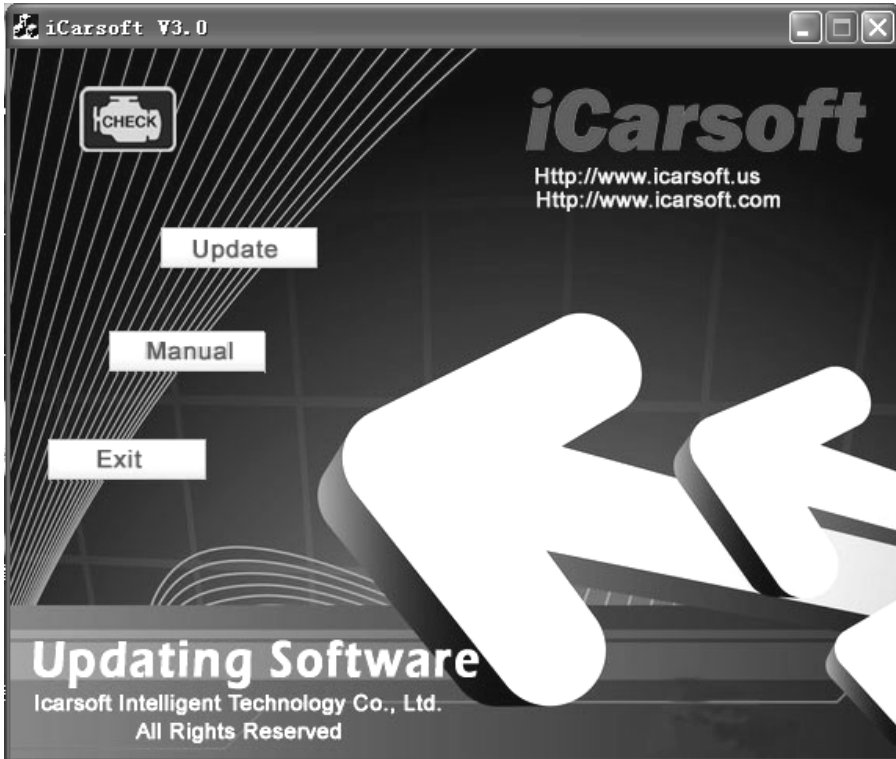 iCarsoft V3.0
CHECK
iCarsoft
Http://www.icarsoft.us
Http://www.icarsoft.com
Update
Manual
Exit
Updating Software
Icarsoft Intelligent Technology Co., Ltd.
All Rights Reserved